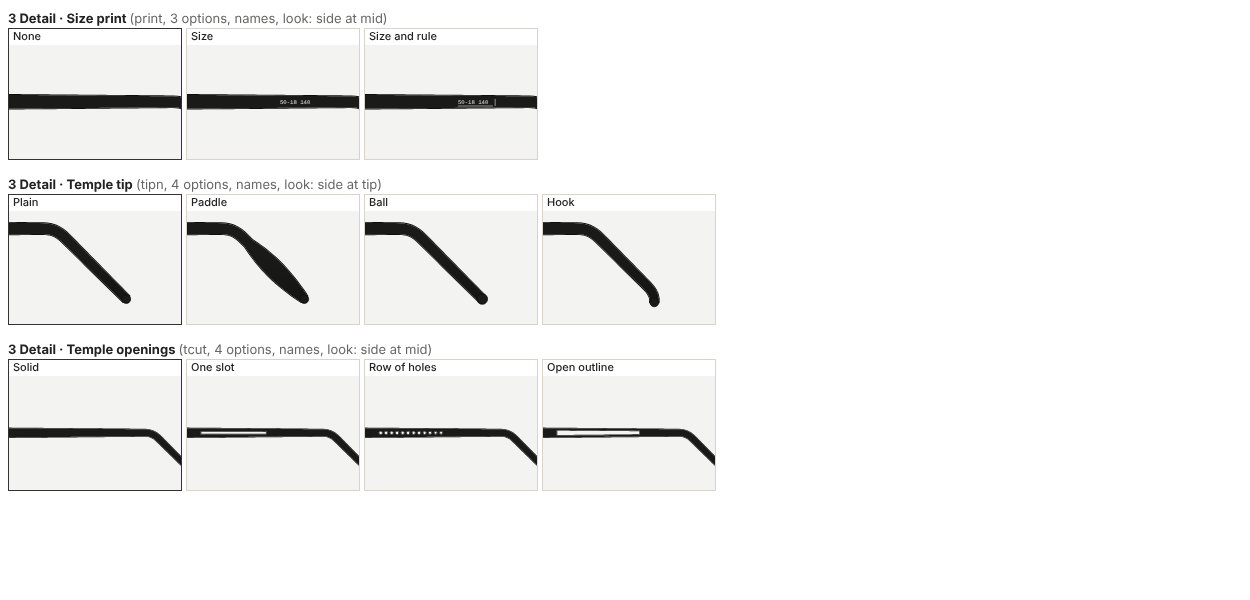 3 Detail · Size print (print, 3 options, names, look: side at mid)
None Size Size and rule
50-18 140 50-18 140
3 Detail · Temple tip (tipn, 4 options, names, look: side at tip)
Plain Paddle Ball Hook
3 Detail · Temple openings (tcut, 4 options, names, look: side at mid)
Solid One slot Row of holes Open outline